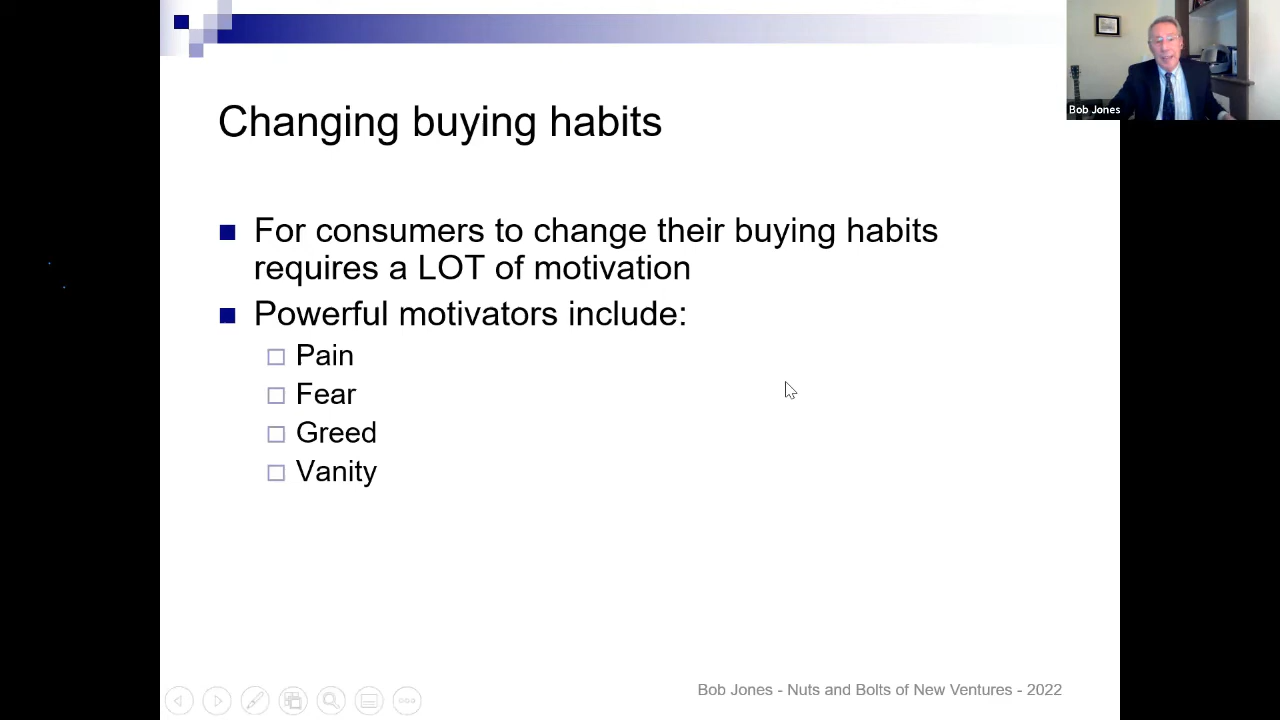 Bob Jones
Changing buying habits
For consumers to change their buying habits
requires a LOT of motivation
Powerful motivators include:
Pain
Fear
Greed
Vanity
Bob Jones - Nuts and Bolts of New Ventures - 2022